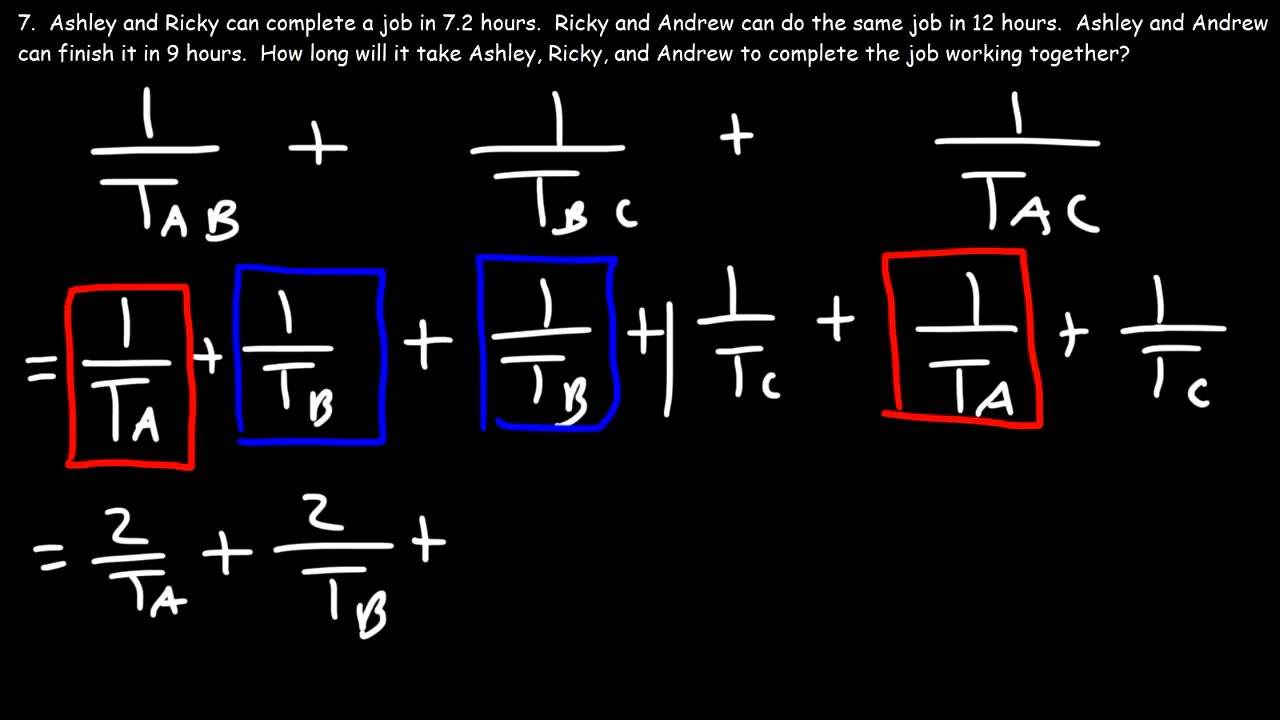 7. Ashley and Ricky can complete a job in 7.2 hours. Ricky and Andrew can do the same job in 12 hours. Ashley and Andrew
can finish it in 9 hours. How long will it take Ashley, Ricky, and Andrew to complete the job working together?
1/T_AB + 1/T_BC + 1/T_AC
= 1/T_A + 1/T_B + 1/T_B + 1/T_C + 1/T_A + 1/T_C
= 2/T_A + 2/T_B +